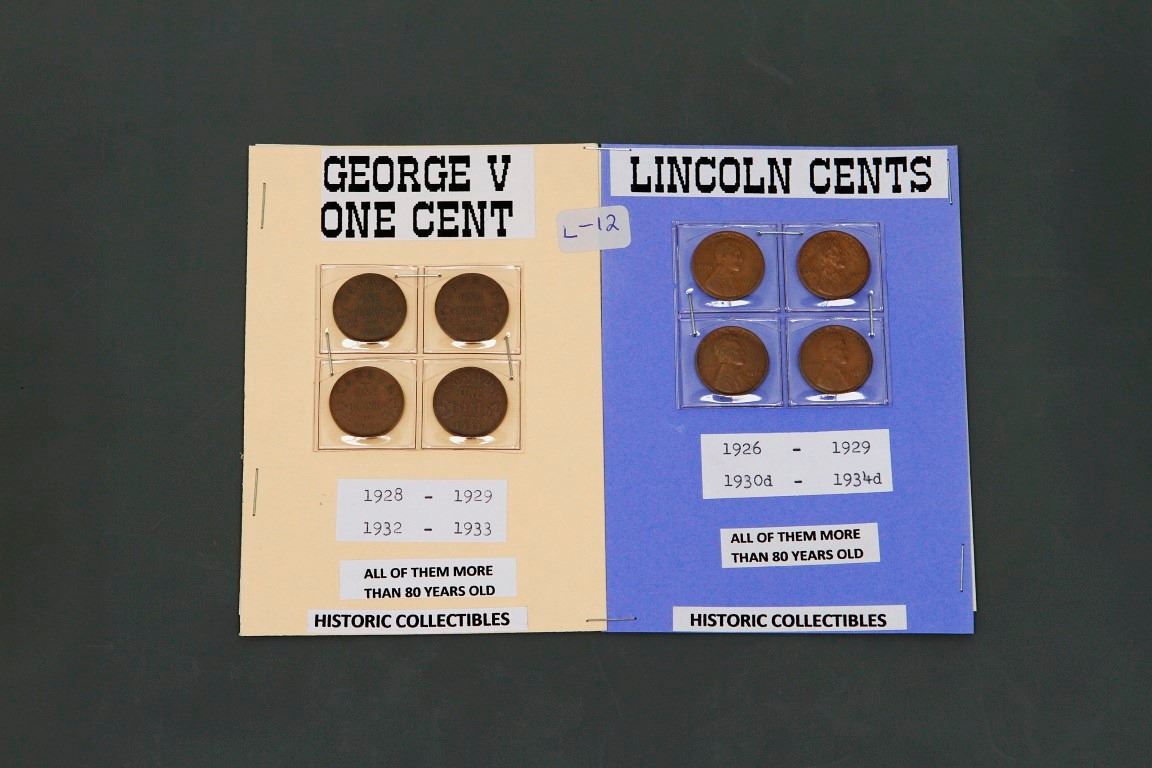 GEORGE V
ONE CENT
L-12
1928 - 1929
1932 - 1933
ALL OF THEM MORE
THAN 80 YEARS OLD
HISTORIC COLLECTIBLES
LINCOLN CENTS
1926 - 1929
1930d - 1934d
ALL OF THEM MORE
THAN 80 YEARS OLD
HISTORIC COLLECTIBLES